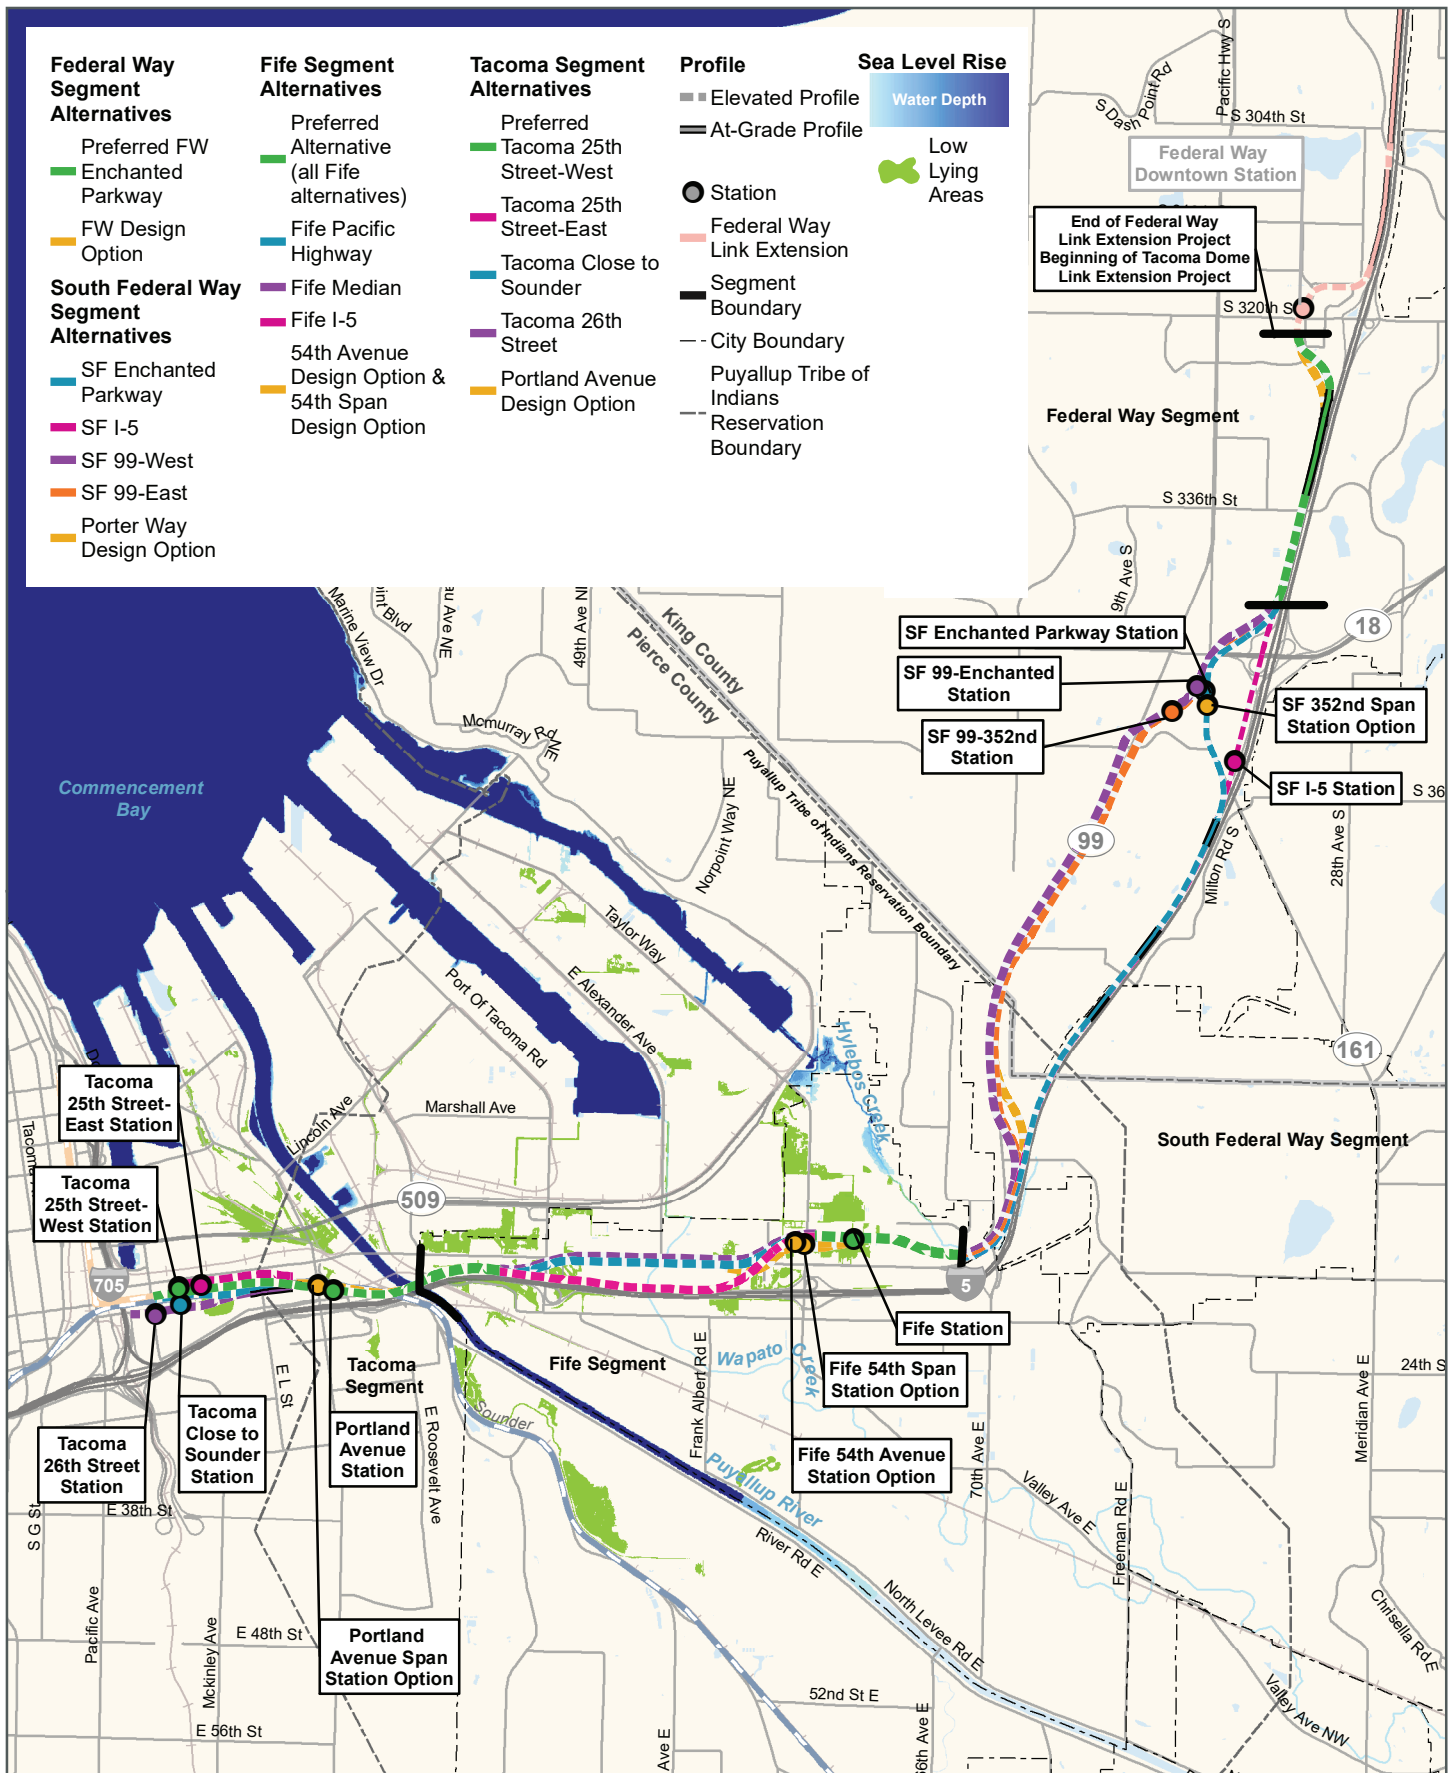 Federal Way
Segment
Alternatives
Preferred FW
Enchanted
Parkway
FW Design
Option
South Federal Way
Segment
Alternatives
SF Enchanted
Parkway
SF I-5
SF 99-West
SF 99-East
Porter Way
Design Option
Fife Segment
Alternatives
Preferred
Alternative
(all Fife
alternatives)
Fife Pacific
Highway
Fife Median
Fife I-5
54th Avenue
Design Option &
54th Span
Design Option
Tacoma Segment
Alternatives
Preferred
Tacoma 25th
Street-West
Tacoma 25th
Street-East
Tacoma Close to
Sounder
Tacoma 26th
Street
Portland Avenue
Design Option
Profile
Elevated Profile
At-Grade Profile
Station
Federal Way
Link Extension
Segment
Boundary
City Boundary
Puyallup Tribe of
Indians
Reservation
Boundary
Sea Level Rise
Water Depth
Low
Lying
Areas
Pacific Hwy S
S Dash Point Rd
S 304th St
Federal Way
Downtown Station
End of Federal Way
Link Extension Project
Beginning of Tacoma Dome
Link Extension Project
S 320th S
Federal Way Segment
S 336th St
9th Ave S
18
SF Enchanted Parkway Station
SF 99-Enchanted
Station
SF 99-352nd
Station
SF 352nd Span
Station Option
SF I-5 Station
S 36
28th Ave S
Milton Rd S
99
161
Marine View Dr
oint Blvd
au Ave NE
49th Ave NE
King County
Pierce County
Mcmurray Rd NE
Norpoint Way NE
Puyallup Tribe of Indians Reservation Boundary
Commencement
Bay
Taylor Way
E Alexander Ave
Port Of Tacoma Rd
Marshall Ave
Lincoln Ave
Hylebos Creek
South Federal Way Segment
509
Tacoma
25th Street-
East Station
Tacoma
25th Street-
West Station
705
5
Fife Station
Fife 54th Span
Station Option
Fife 54th Avenue
Station Option
Fife Segment
Frank Albert Rd E
Wapato Creek
Tacoma
Segment
E L St
Portland
Avenue
Station
Tacoma
Close to
Sounder
Station
Tacoma
26th Street
Station
E Roosevelt Ave
Sounder
Puyallup River
River Rd E
North Levee Rd E
70th Ave E
Valley Ave E
Freeman Rd E
Meridian Ave E
24th S
Chrisella Rd E
Valley Ave NW
E 38th St
S G St
Pacific Ave
Mckinley Ave
E 48th St
Portland
Avenue Span
Station Option
E 56th St
52nd St E
Ave E
66th Ave E